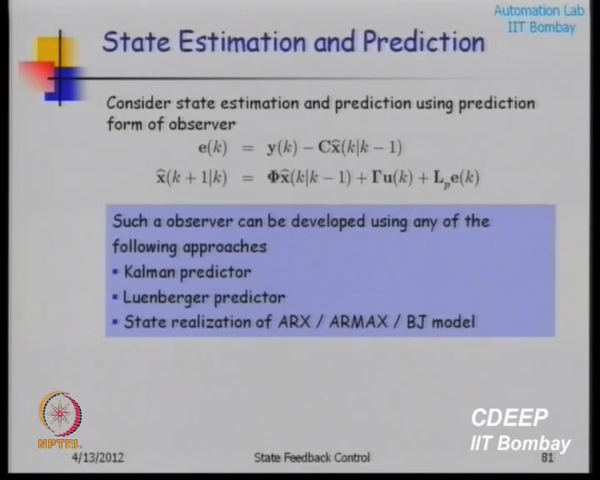 Automation Lab
IIT Bombay
State Estimation and Prediction
Consider state estimation and prediction using prediction
form of observer
e(k) = y(k) − Cx̂(k|k − 1)
x̂(k + 1|k) = Φx̂(k|k − 1) + Γu(k) + L_p e(k)
Such a observer can be developed using any of the
following approaches
▪ Kalman predictor
▪ Luenberger predictor
▪ State realization of ARX / ARMAX / BJ model
NPTEL
CDEEP
IIT Bombay
4/13/2012 State Feedback Control 81